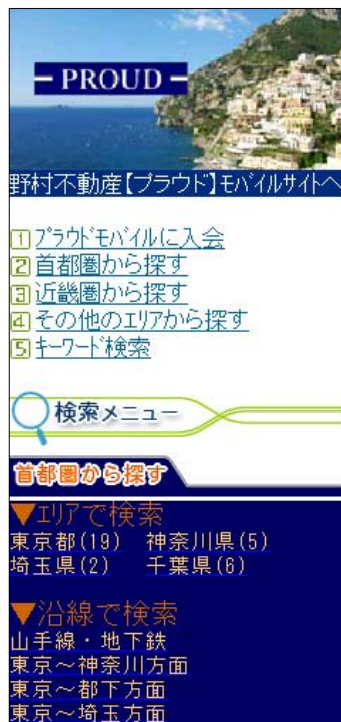 PROUD
野村不動産【プラウド】モバイルサイトへ
1 プラウドモバイルに入会
2 首都圏から探す
3 近畿圏から探す
4 その他のエリアから探す
5 キーワード検索
検索メニュー
首都圏から探す
▼エリアで検索
東京都(19) 神奈川県(5)
埼玉県(2) 千葉県(6)
▼沿線で検索
山手線・地下鉄
東京～神奈川方面
東京～都下方面
東京～埼玉方面